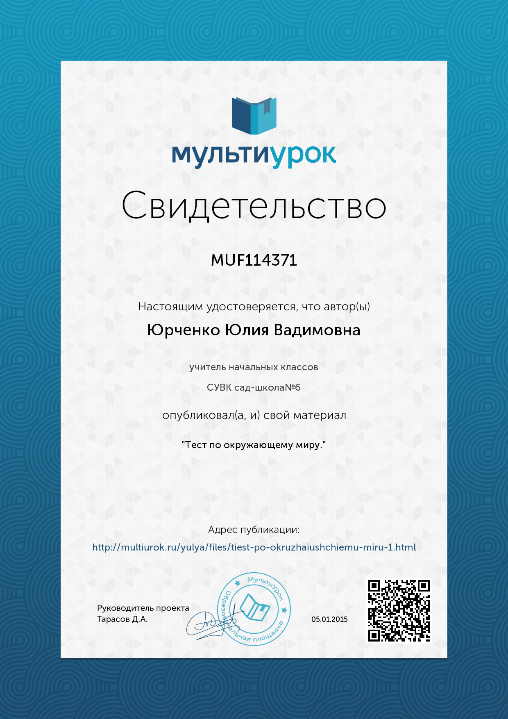 мультиурок
Свидетельство
MUF114371
Настоящим удостоверяется, что автор(ы)
Юрченко Юлия Вадимовна
учитель начальных классов
СУВК сад-школа№6
опубликовал(а, и) свой материал
"Тест по окружающему миру."
Адрес публикации:
http://multiurok.ru/yulya/files/tiest-po-okruzhaiushchiemu-miru-1.html
Руководитель проекта
Тарасов Д.А.
МультиУрок
Образовательная площадка
05.01.2015